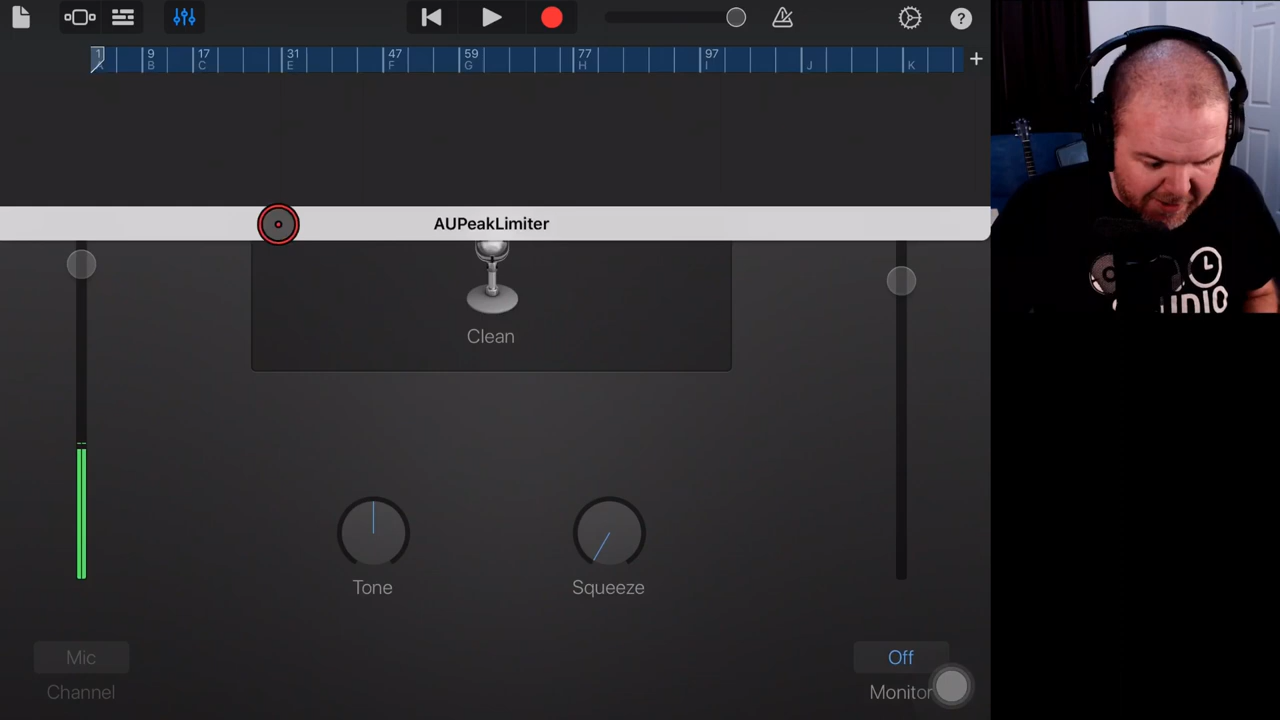 ?
1 9 17 31 47 59 77 97
A B C E F G H I J K +
AUPeakLimiter
Clean
Tone
Squeeze
Mic
Channel
Off
Monitor